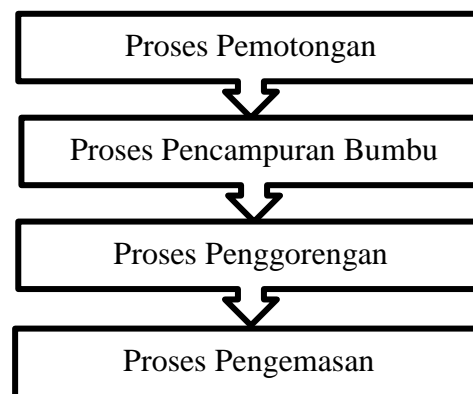 Proses Pemotongan
Proses Pencampuran Bumbu
Proses Penggorengan
Proses Pengemasan